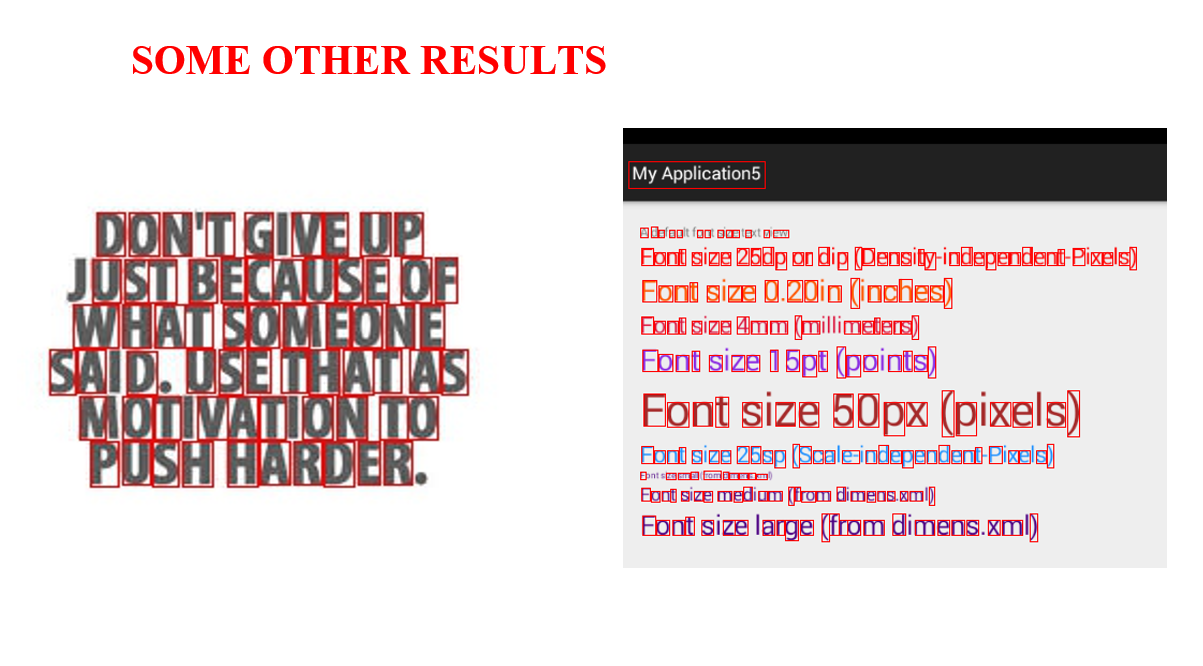 SOME OTHER RESULTS
DON'T GIVE UP
JUST BECAUSE OF
WHAT SOMEONE
SAID. USE THAT AS
MOTIVATION TO
PUSH HARDER.
My Application5
A default font size text view
Font size 25dp or dip (Density-independent-Pixels)
Font size 0.20in (inches)
Font size 4mm (millimeters)
Font size 15pt (points)
Font size 50px (pixels)
Font size 25sp (Scale-independent-Pixels)
Font size small (from dimens.xml)
Font size medium (from dimens.xml)
Font size large (from dimens.xml)